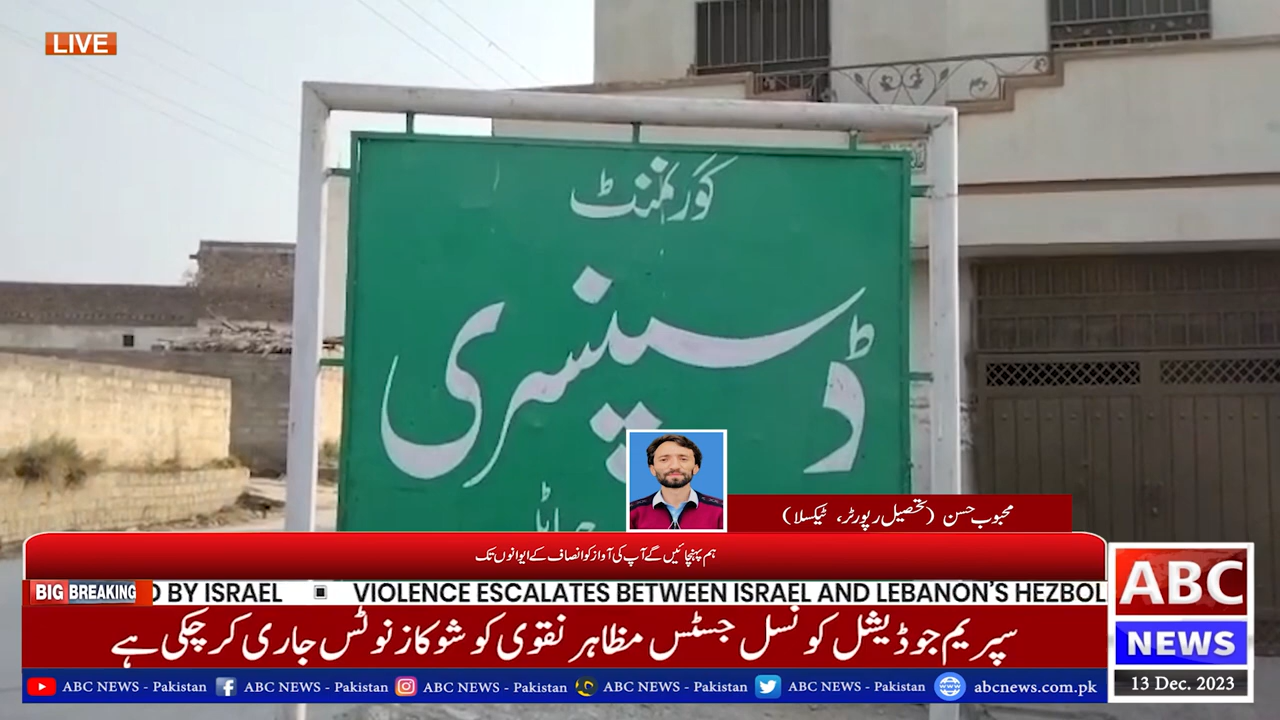 LIVE
گورنمنٹ
ڈسپنسری
محبوب حسن (تحصیل رپورٹر، ٹیکسلا)
ہم پہنچائیں گے آپ کی آواز کو انصاف کے ایوانوں تک
BIG BREAKING
D BY ISRAEL ▪ VIOLENCE ESCALATES BETWEEN ISRAEL AND LEBANON’S HEZBOL
سپریم جوڈیشل کونسل جسٹس مظاہر نقوی کو شوکاز نوٹس جاری کر چکی ہے
ABC NEWS - Pakistan ABC NEWS - Pakistan ABC NEWS - Pakistan ABC NEWS - Pakistan ABC NEWS - Pakistan abcnews.com.pk
ABC
NEWS
13 Dec. 2023